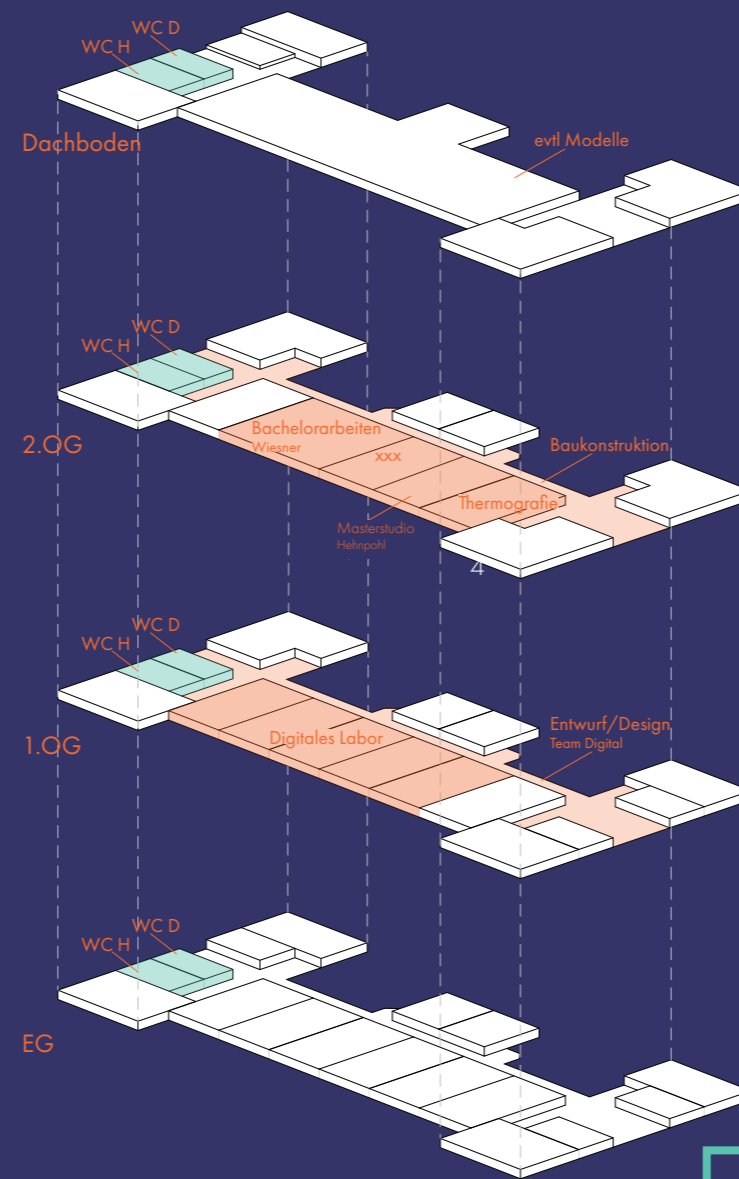 WC D
WC H
Dachboden
evtl Modelle
WC D
WC H
2.OG
Bachelorarbeiten
Wiesner
xxx
Baukonstruktion
Thermografie
Masterstudio
Hehnpohl
4
WC D
WC H
1.OG
Digitales Labor
Entwurf/Design
Team Digital
WC D
WC H
EG